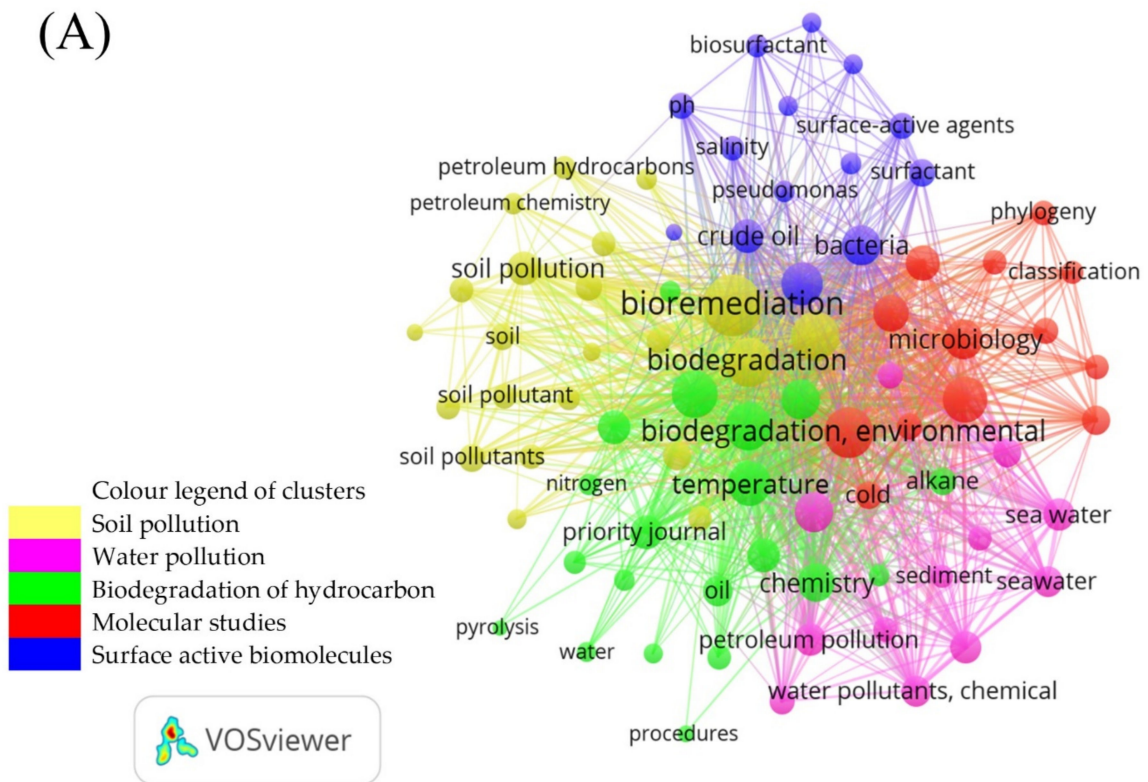 (A)
biosurfactant
ph
surface-active agents
salinity
petroleum hydrocarbons
surfactant
pseudomonas
petroleum chemistry
phylogeny
crude oil
bacteria
soil pollution
classification
bioremediation
soil
microbiology
biodegradation
soil pollutant
biodegradation, environmental
soil pollutants
nitrogen
temperature
cold
alkane
priority journal
sea water
oil
chemistry
sediment
seawater
pyrolysis
water
petroleum pollution
water pollutants, chemical
procedures
Colour legend of clusters
Soil pollution
Water pollution
Biodegradation of hydrocarbon
Molecular studies
Surface active biomolecules
VOSviewer